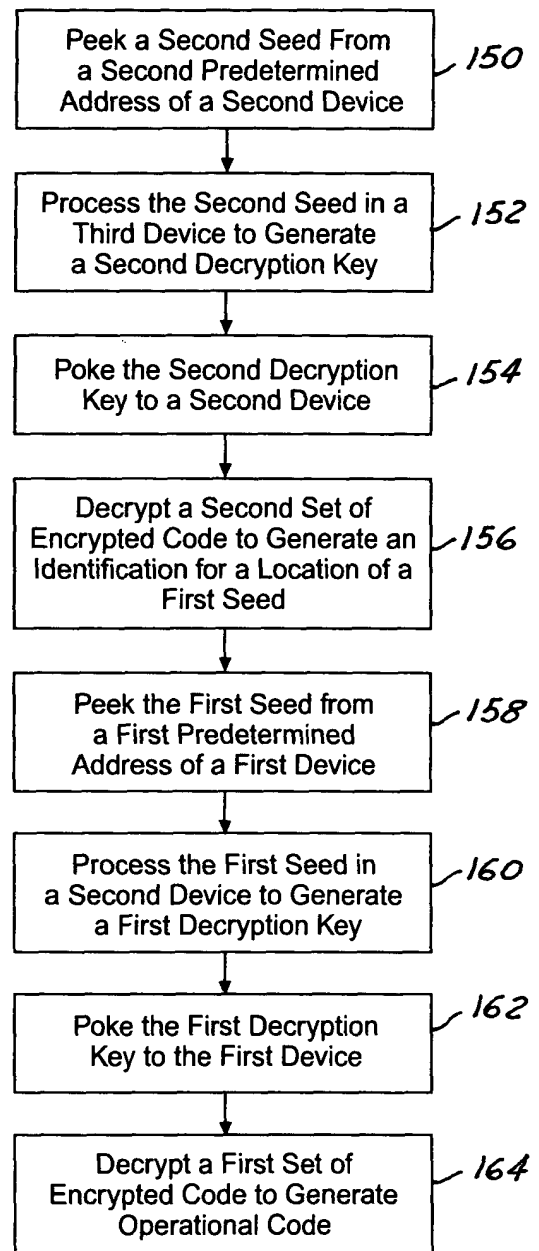 Peek a Second Seed From
a Second Predetermined
Address of a Second Device
150
Process the Second Seed in a
Third Device to Generate
a Second Decryption Key
152
Poke the Second Decryption
Key to a Second Device
154
Decrypt a Second Set of
Encrypted Code to Generate an
Identification for a Location of a
First Seed
156
Peek the First Seed from
a First Predetermined
Address of a First Device
158
Process the First Seed in
a Second Device to Generate
a First Decryption Key
160
Poke the First Decryption
Key to the First Device
162
Decrypt a First Set of
Encrypted Code to Generate
Operational Code
164